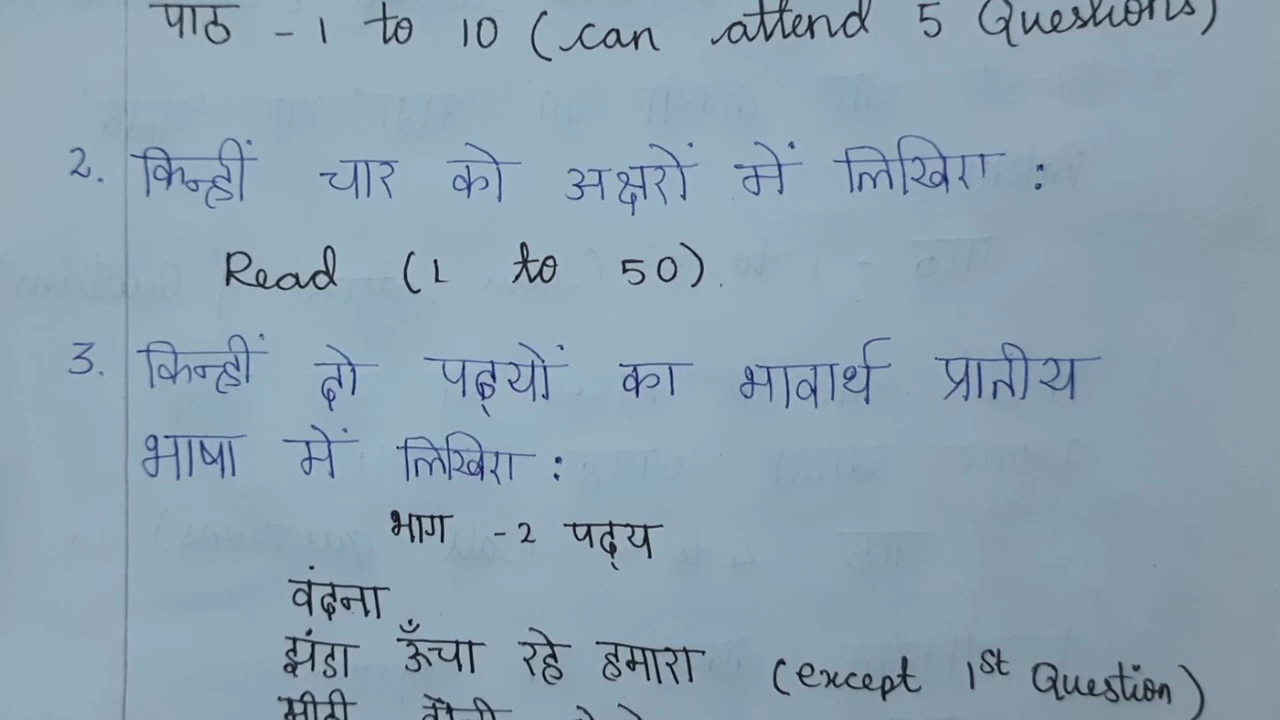 पाठ - 1 to 10 (can attend 5 Questions)
2. किन्हीं चार को अक्षरों में लिखिए :
Read (1 to 50).
3. किन्हीं दो पद्यों का भावार्थ प्रातीय
भाषा में लिखिए :
भाग - 2 पद्य
वंदना
झंडा ऊँचा रहे हमारा (except 1st Question)
मीठी बोली